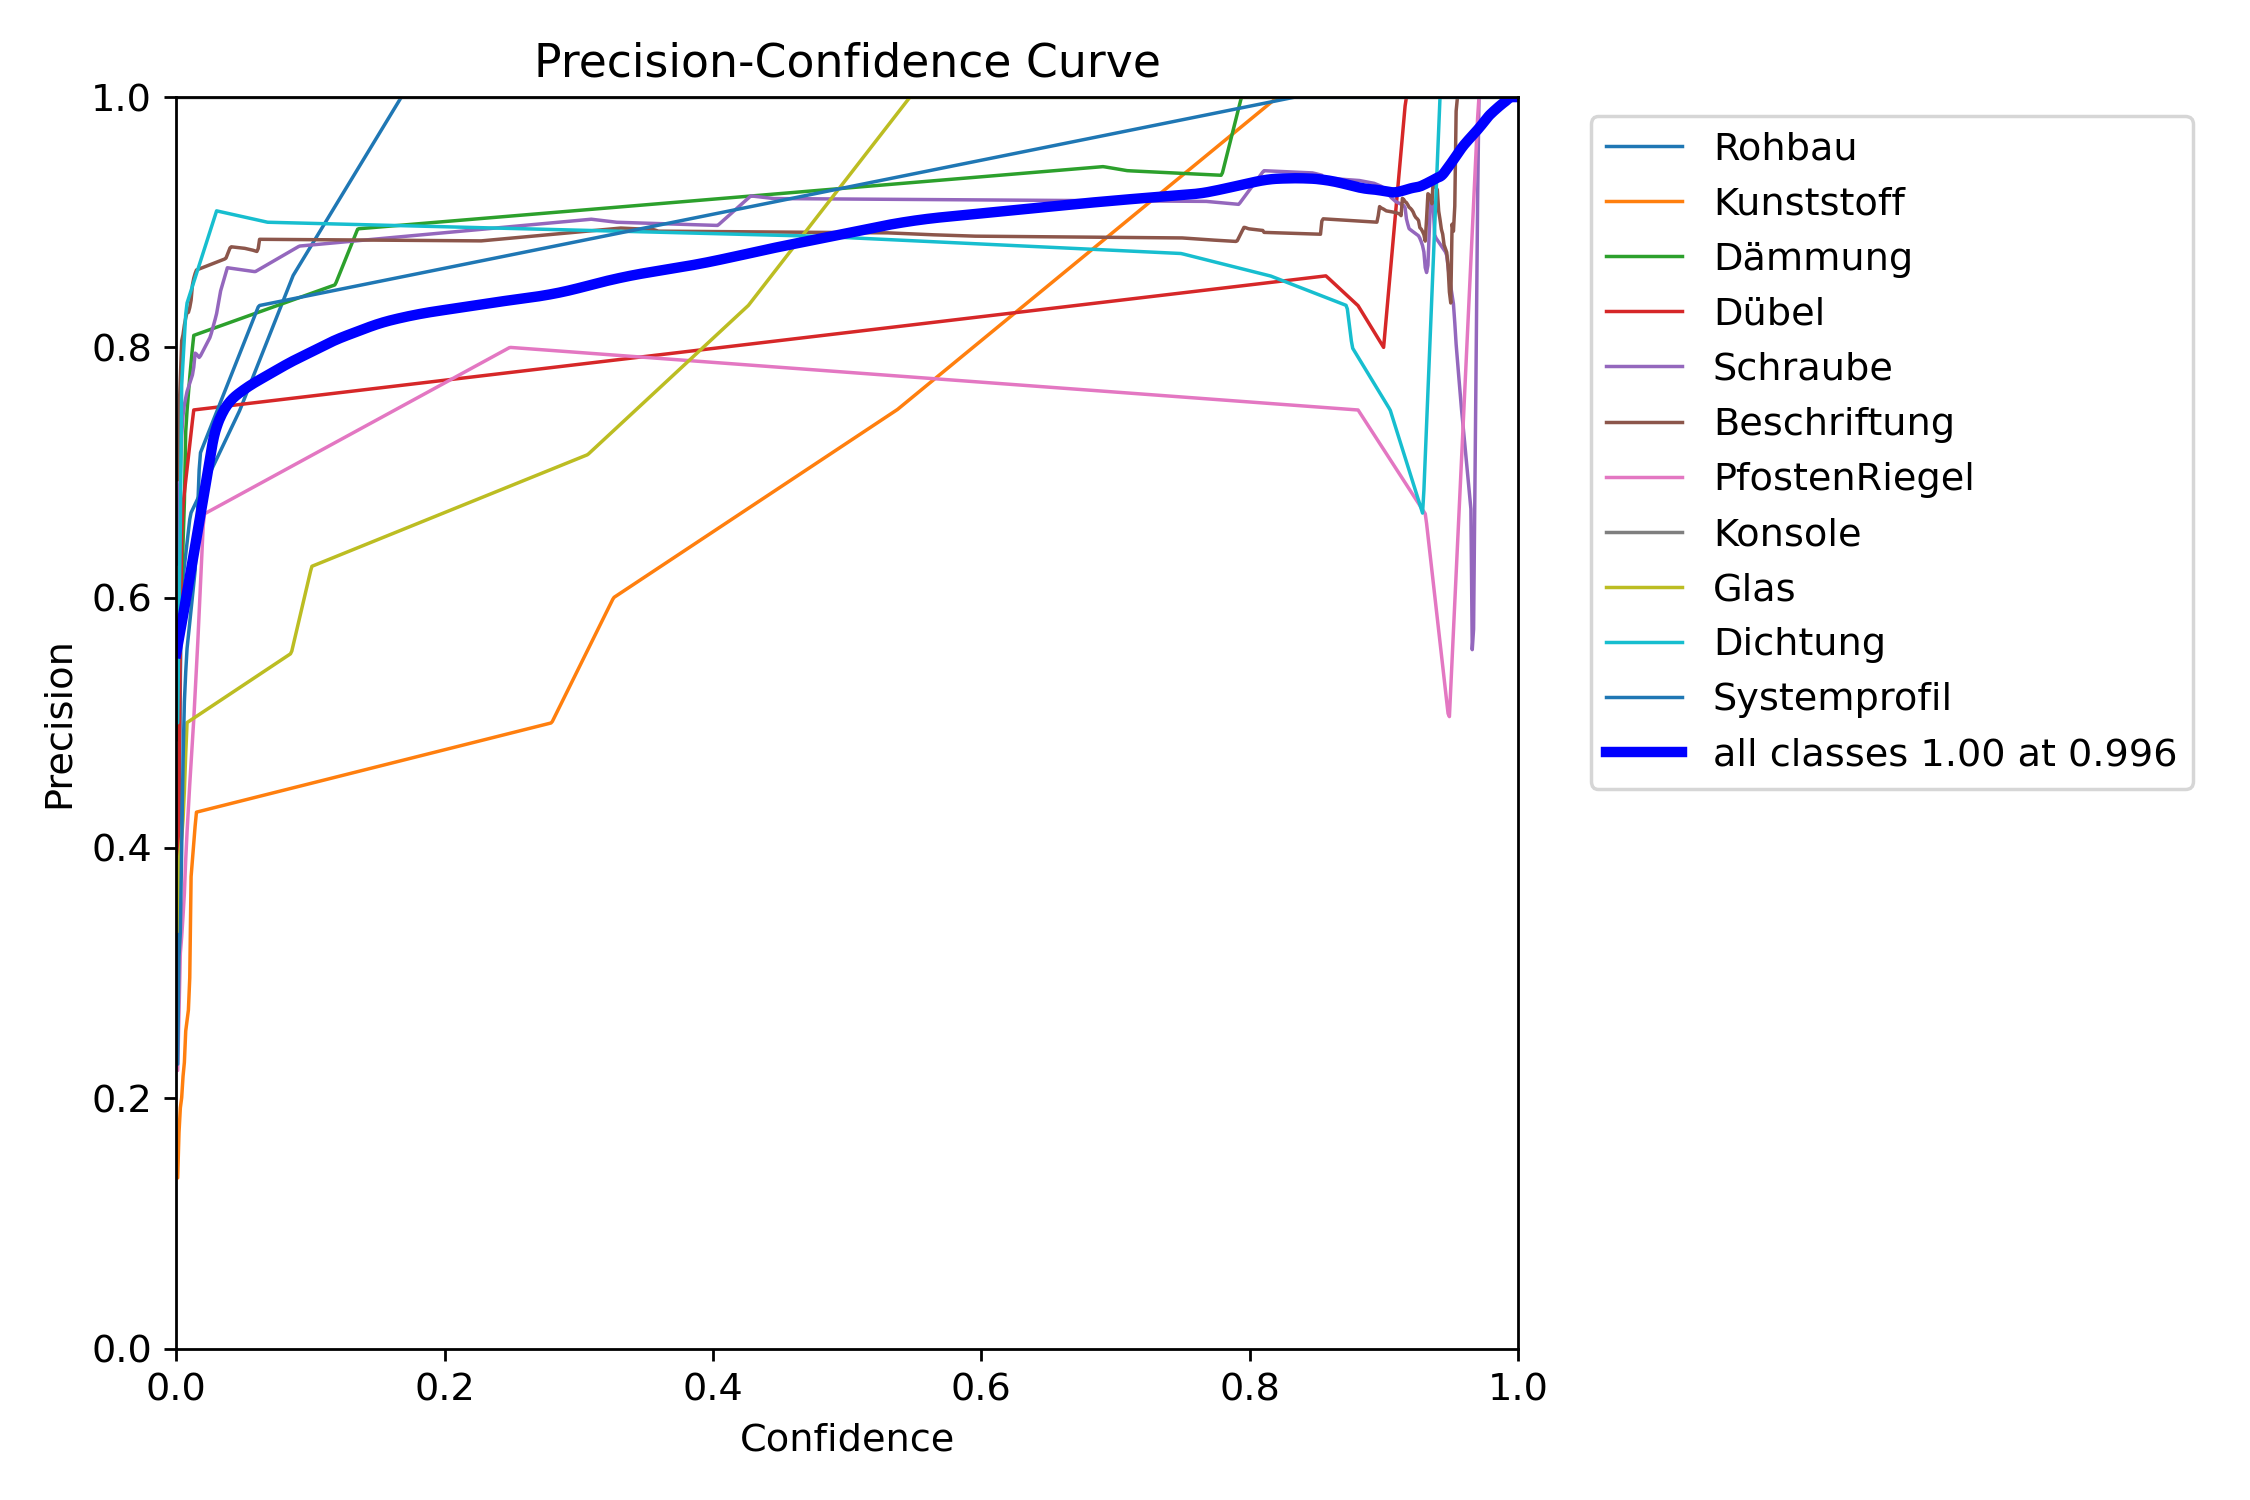 Precision-Confidence Curve
1.0
0.8
0.6
0.4
0.2
0.0
Precision
0.0 0.2 0.4 0.6 0.8 1.0
Confidence
Rohbau
Kunststoff
Dämmung
Dübel
Schraube
Beschriftung
PfostenRiegel
Konsole
Glas
Dichtung
Systemprofil
all classes 1.00 at 0.996